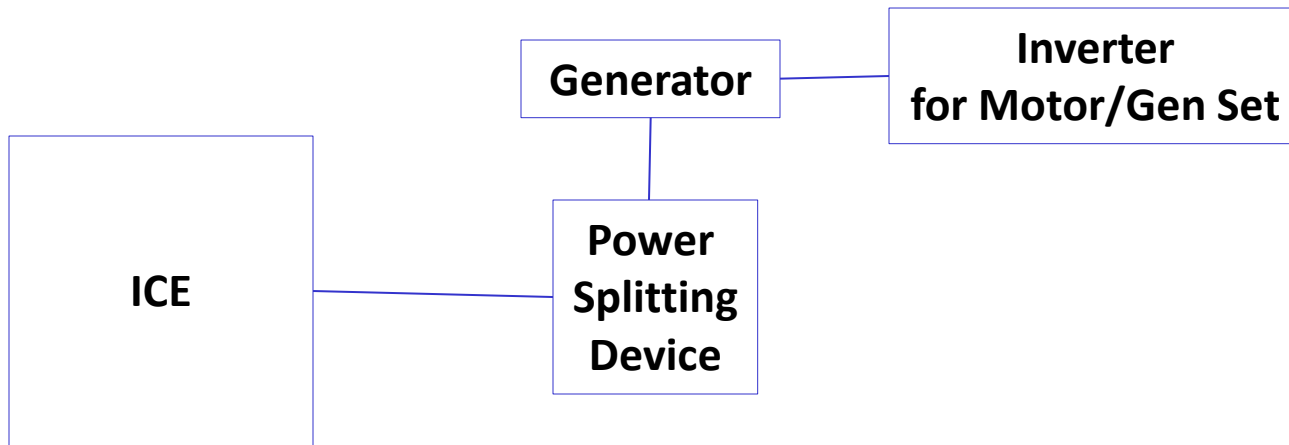 Generator
Inverter
for Motor/Gen Set
ICE
Power
Splitting
Device